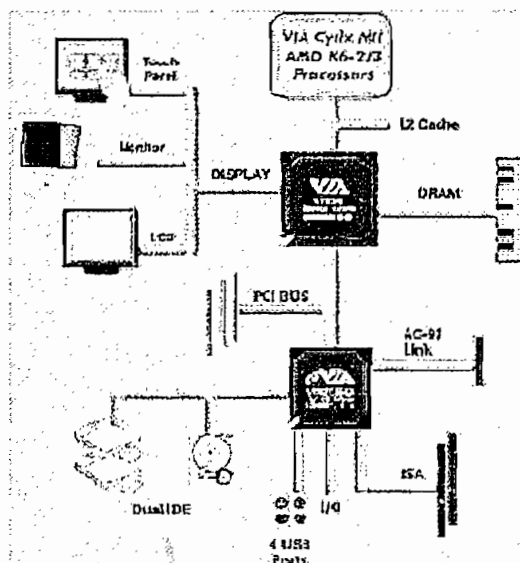 VIA Cyrix MII
AMD K6-2/3
Processors
Touch
Panel
L2 Cache
Monitor
DISPLAY
DRAM
VIA
LCD
PCI BUS
AC-97
Link
ISA
Dual IDE
I/O
4 USB
Ports